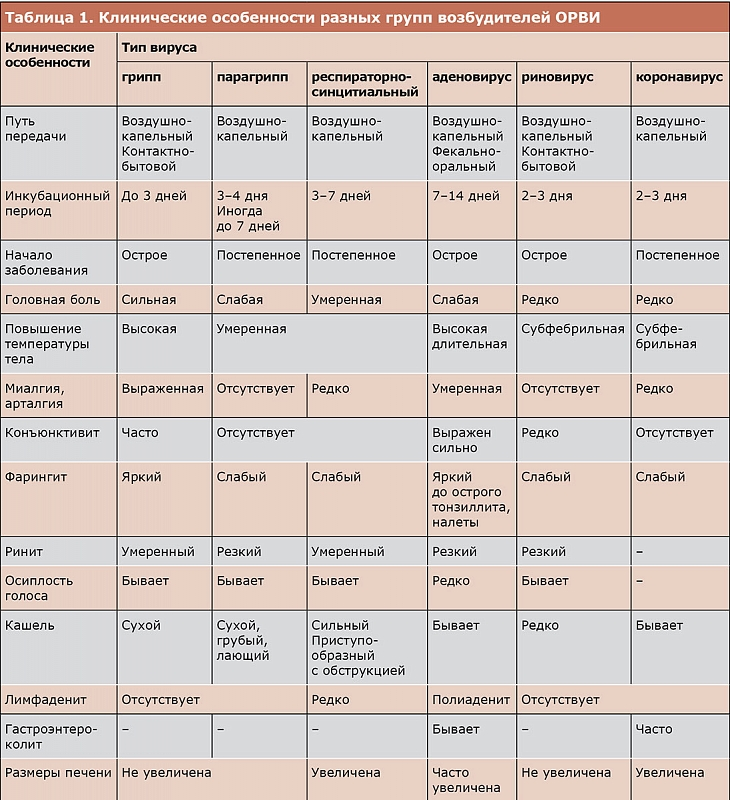 Таблица 1. Клинические особенности разных групп возбудителей ОРВИ
Клинические особенности Тип вируса
грипп парагрипп респираторно-синцитиальный аденовирус риновирус коронавирус
Путь передачи Воздушно-капельный Контактно-бытовой Воздушно-капельный Воздушно-капельный Воздушно-капельный Фекально-оральный Воздушно-капельный Контактно-бытовой Воздушно-капельный
Инкубационный период До 3 дней 3–4 дня Иногда до 7 дней 3–7 дней 7–14 дней 2–3 дня 2–3 дня
Начало заболевания Острое Постепенное Постепенное Острое Острое Постепенное
Головная боль Сильная Слабая Умеренная Слабая Редко Редко
Повышение температуры тела Высокая Умеренная Высокая длительная Субфебрильная Субфе-брильная
Миалгия, арталгия Выраженная Отсутствует Редко Умеренная Отсутствует Редко
Конъюнктивит Часто Отсутствует Выражен сильно Редко Отсутствует
Фарингит Яркий Слабый Слабый Яркий до острого тонзиллита, налеты Слабый Слабый
Ринит Умеренный Резкий Умеренный Резкий Резкий –
Осиплость голоса Бывает Бывает Бывает Редко Бывает –
Кашель Сухой Сухой, грубый, лающий Сильный Приступо-образный с обструкцией Бывает Редко Бывает
Лимфаденит Отсутствует Редко Полиаденит Отсутствует
Гастроэнтеро-колит – – – Бывает – Часто
Размеры печени Не увеличена Увеличена Часто увеличена Не увеличена Увеличена